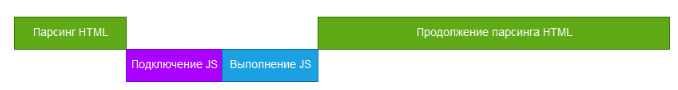 Парсинг HTML
Продолжение парсинга HTML
Подключение JS
Выполнение JS